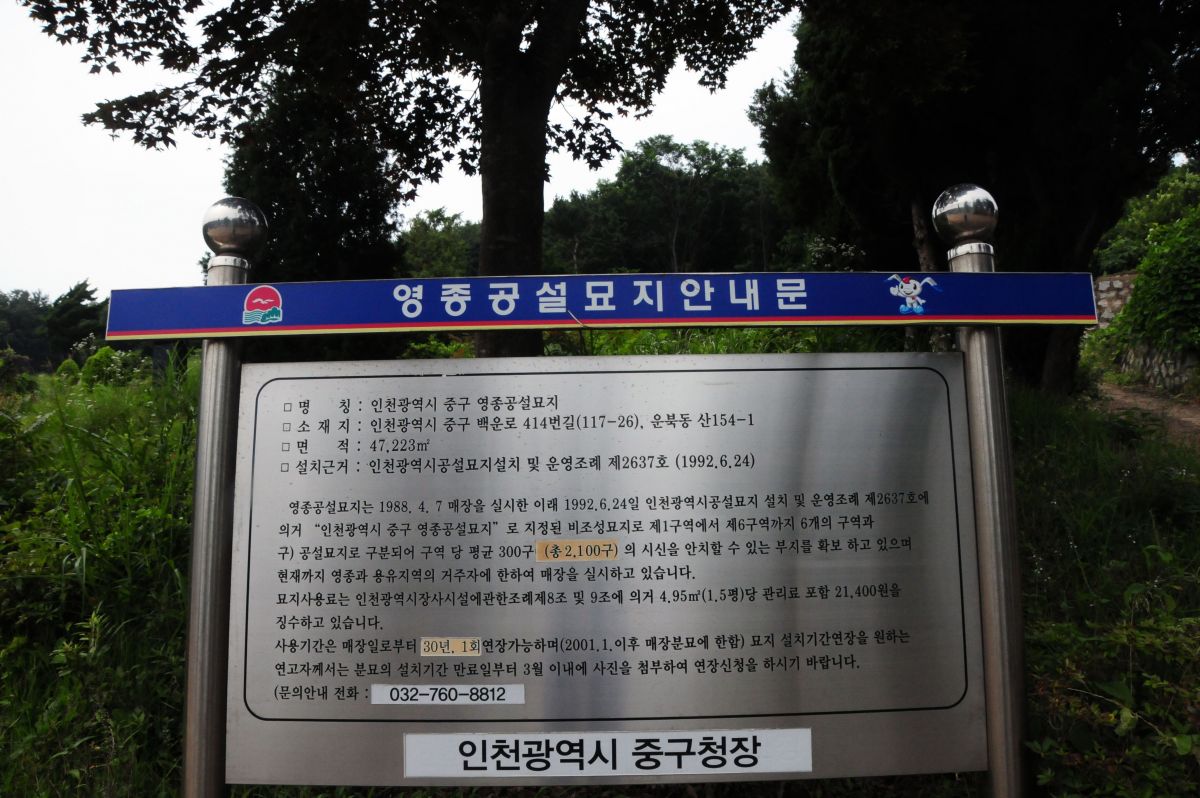 영종공설묘지안내문
□ 명 칭 : 인천광역시 중구 영종공설묘지
□ 소 재 지 : 인천광역시 중구 백운로 414번길(117-26), 운북동 산154-1
□ 면 적 : 47,223㎡
□ 설치근거 : 인천광역시공설묘지설치 및 운영조례 제2637호 (1992.6.24)
영종공설묘지는 1988. 4. 7 매장을 실시한 이래 1992.6.24일 인천광역시공설묘지 설치 및 운영조례 제2637호에
의거 “인천광역시 중구 영종공설묘지”로 지정된 비조성묘지로 제1구역에서 제6구역까지 6개의 구역과
구) 공설묘지로 구분되어 구역 당 평균 300구 (총2,100구) 의 시신을 안치할 수 있는 부지를 확보 하고 있으며
현재까지 영종과 용유지역의 거주자에 한하여 매장을 실시하고 있습니다.
묘지사용료는 인천광역시장사시설에관한조례제8조 및 9조에 의거 4.95㎡(1.5평)당 관리료 포함 21,400원을
징수하고 있습니다.
사용기간은 매장일로부터 30년, 1회연장가능하며(2001.1.이후 매장분묘에 한함) 묘지 설치기간연장을 원하는
연고자께서는 분묘의 설치기간 만료일부터 3월 이내에 사진을 첨부하여 연장신청을 하시기 바랍니다.
(문의안내 전화 : 032-760-8812
인천광역시 중구청장